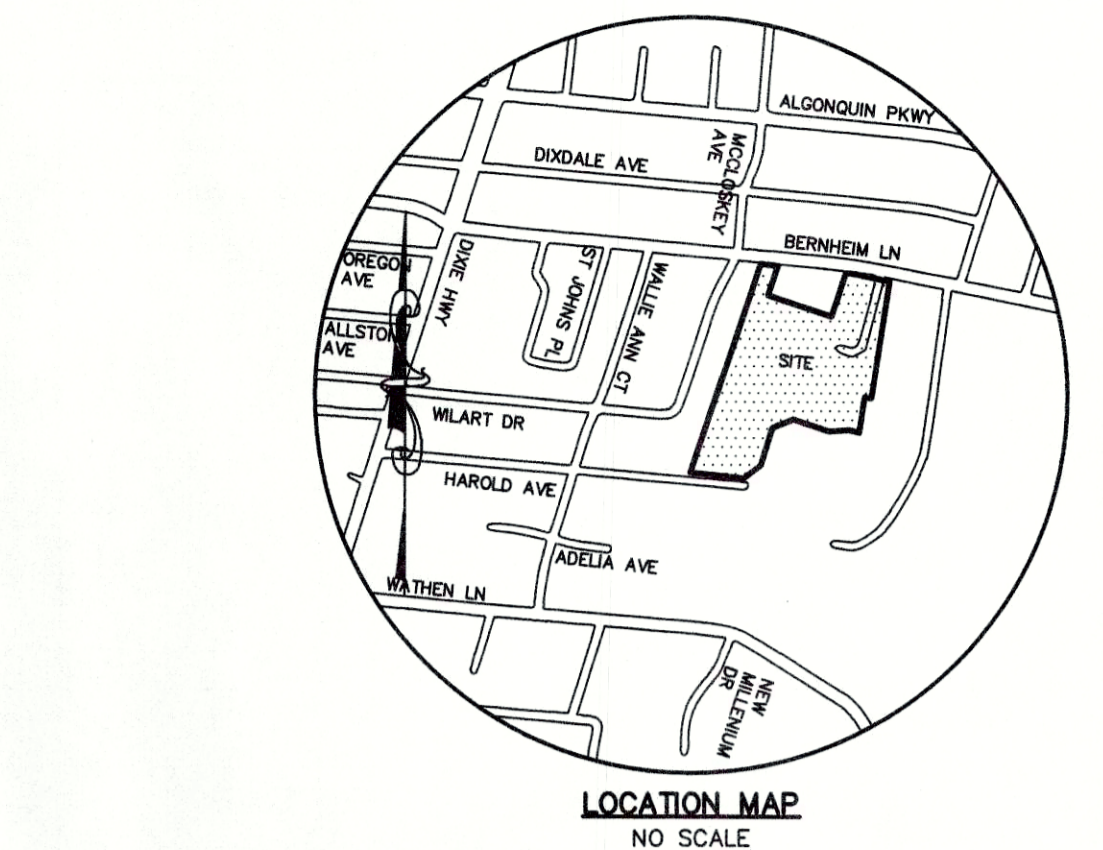 ALGONQUIN PKWY
MCCLOSKEY
AVE
DIXDALE AVE
BERNHEIM LN
OREGON
AVE
DIXIE HWY
ST JOHNS PL
WALLIE ANN CT
ALLSTON
AVE
SITE
WILART DR
HAROLD AVE
ADELIA AVE
WATHEN LN
NEW
MILLENIUM
DR
LOCATION MAP
NO SCALE